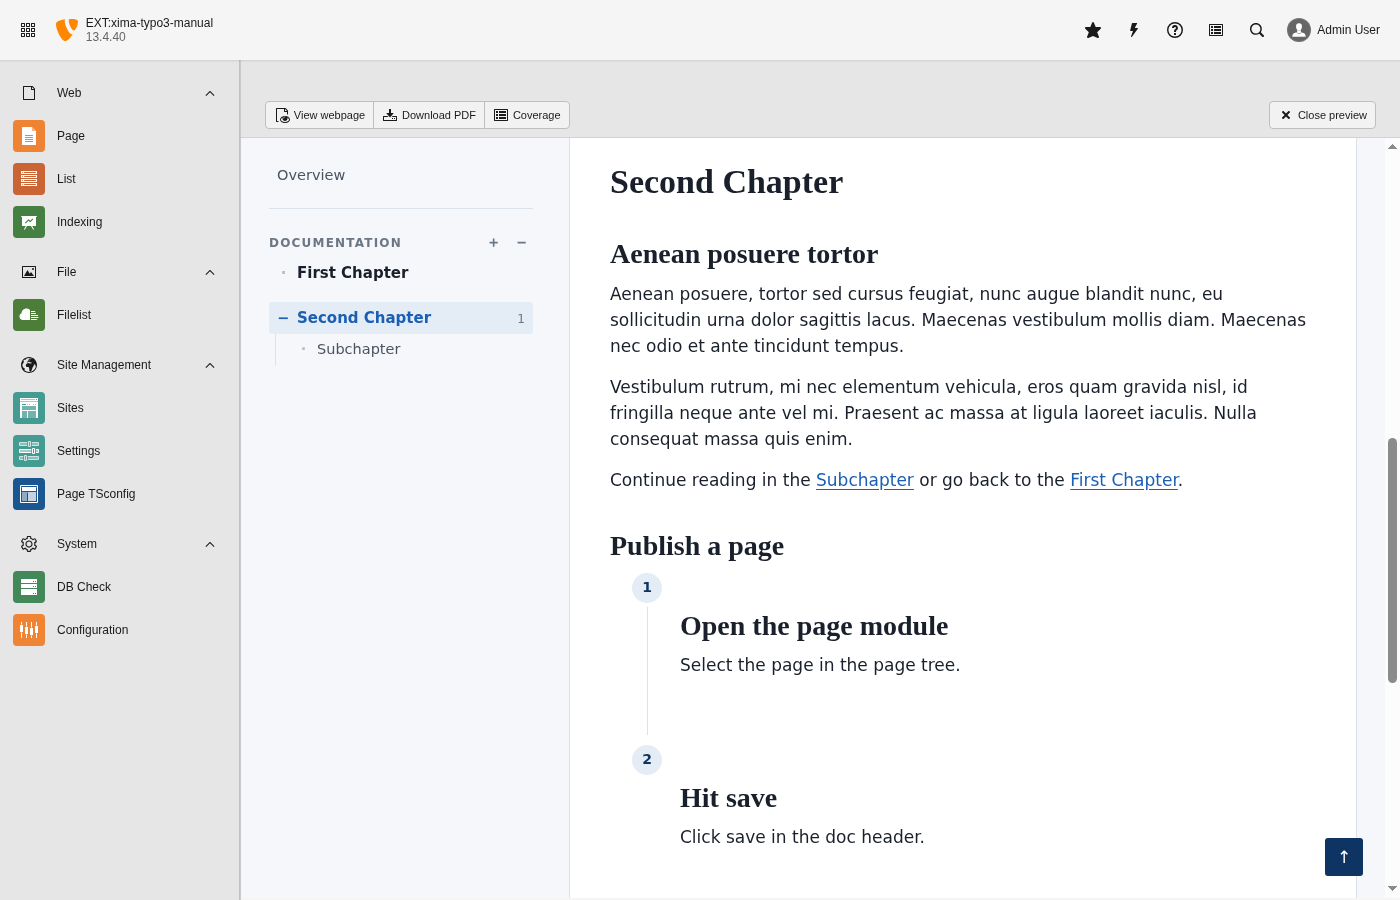 EXT:xima-typo3-manual
13.4.40
Admin User
Web
Page
List
Indexing
File
Filelist
Site Management
Sites
Settings
Page TSconfig
System
DB Check
Configuration
View webpage
Download PDF
Coverage
Close preview
Overview
DOCUMENTATION + −
First Chapter
− Second Chapter 1
Subchapter
Second Chapter
Aenean posuere tortor
Aenean posuere, tortor sed cursus feugiat, nunc augue blandit nunc, eu
sollicitudin urna dolor sagittis lacus. Maecenas vestibulum mollis diam. Maecenas
nec odio et ante tincidunt tempus.
Vestibulum rutrum, mi nec elementum vehicula, eros quam gravida nisl, id
fringilla neque ante vel mi. Praesent ac massa at ligula laoreet iaculis. Nulla
consequat massa quis enim.
Continue reading in the Subchapter or go back to the First Chapter.
Publish a page
1
Open the page module
Select the page in the page tree.
2
Hit save
Click save in the doc header.
↑